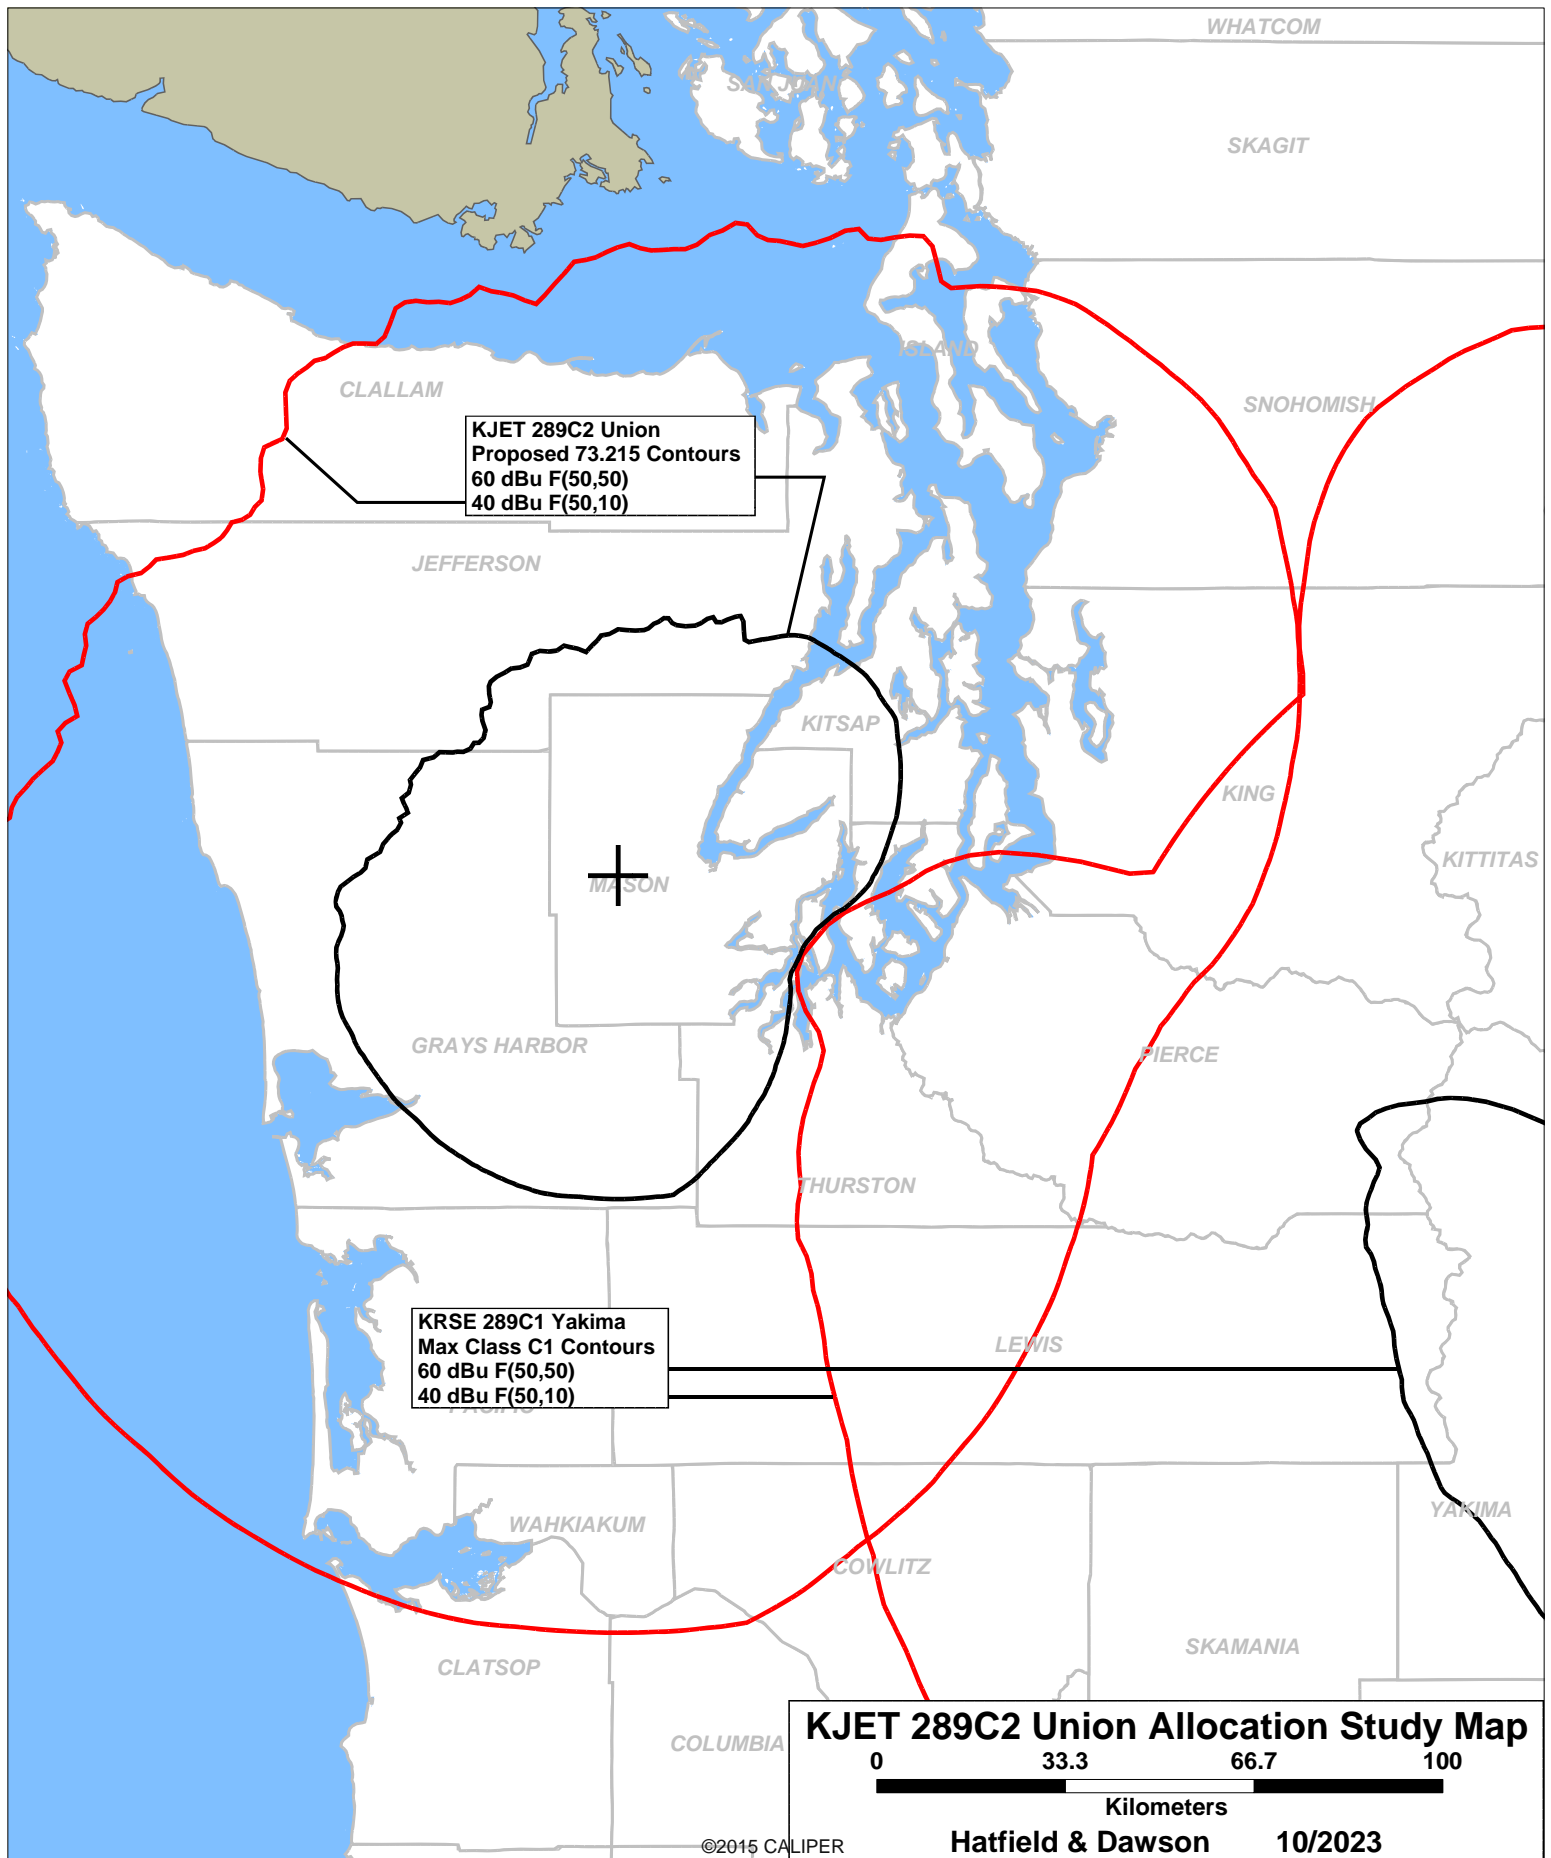 WHATCOM
SAN JUAN
SKAGIT
ISLAND
CLALLAM
SNOHOMISH
KJET 289C2 Union
Proposed 73.215 Contours
60 dBu F(50,50)
40 dBu F(50,10)
JEFFERSON
KITSAP
KING
KITTITAS
MASON
GRAYS HARBOR
PIERCE
THURSTON
KRSE 289C1 Yakima
Max Class C1 Contours
60 dBu F(50,50)
40 dBu F(50,10)
LEWIS
PACIFIC
YAKIMA
WAHKIAKUM
COWLITZ
SKAMANIA
CLATSOP
COLUMBIA
KJET 289C2 Union Allocation Study Map
0 33.3 66.7 100
Kilometers
©2015 CALIPER
Hatfield & Dawson 10/2023